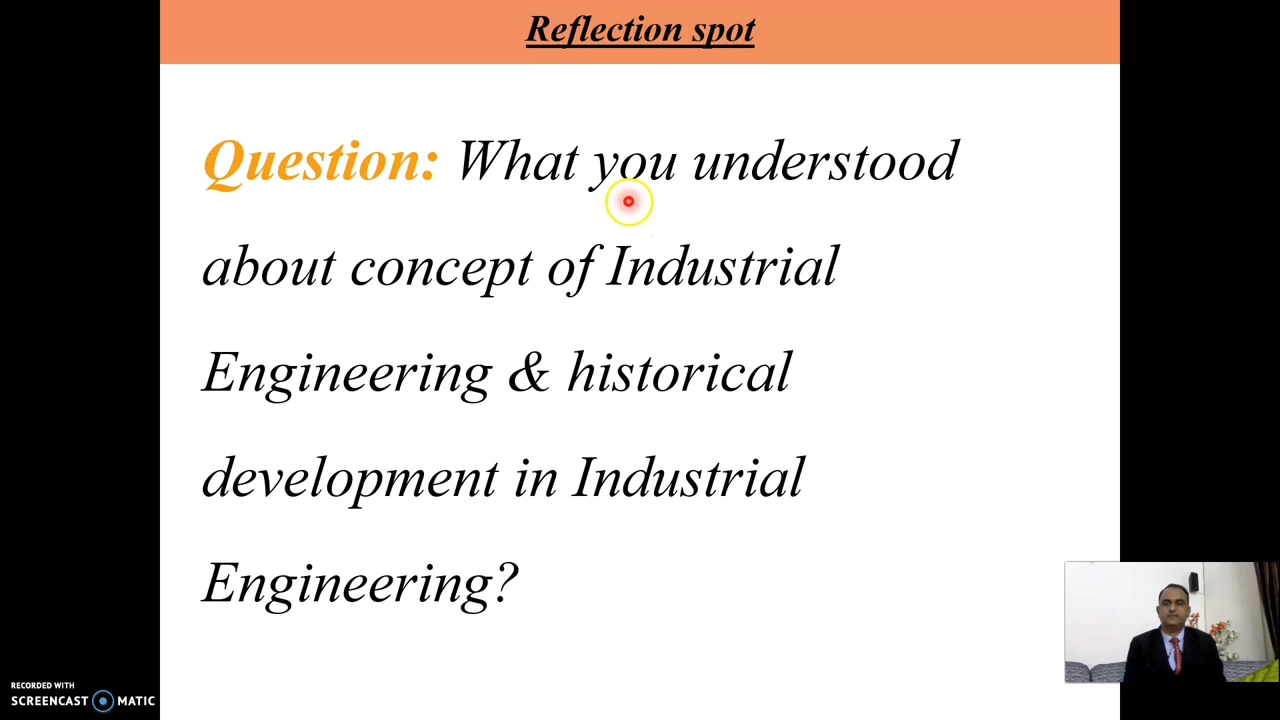 Reflection spot
Question: What you understood
about concept of Industrial
Engineering & historical
development in Industrial
Engineering?
RECORDED WITH
SCREENCAST MATIC